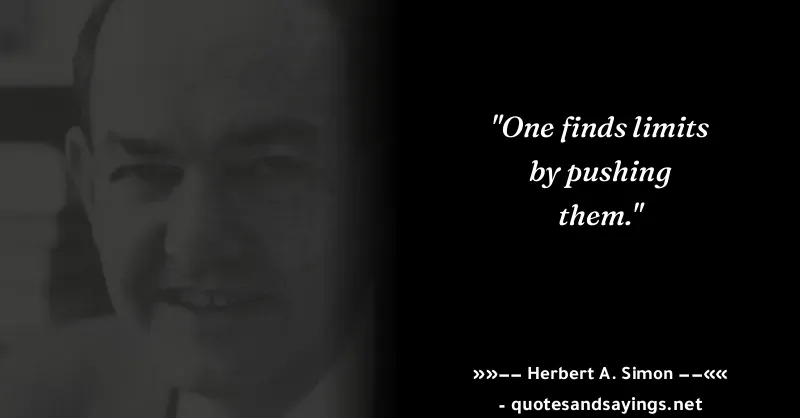 "One finds limits
by pushing
them."
»»−− Herbert A. Simon −−««
- quotesandsayings.net